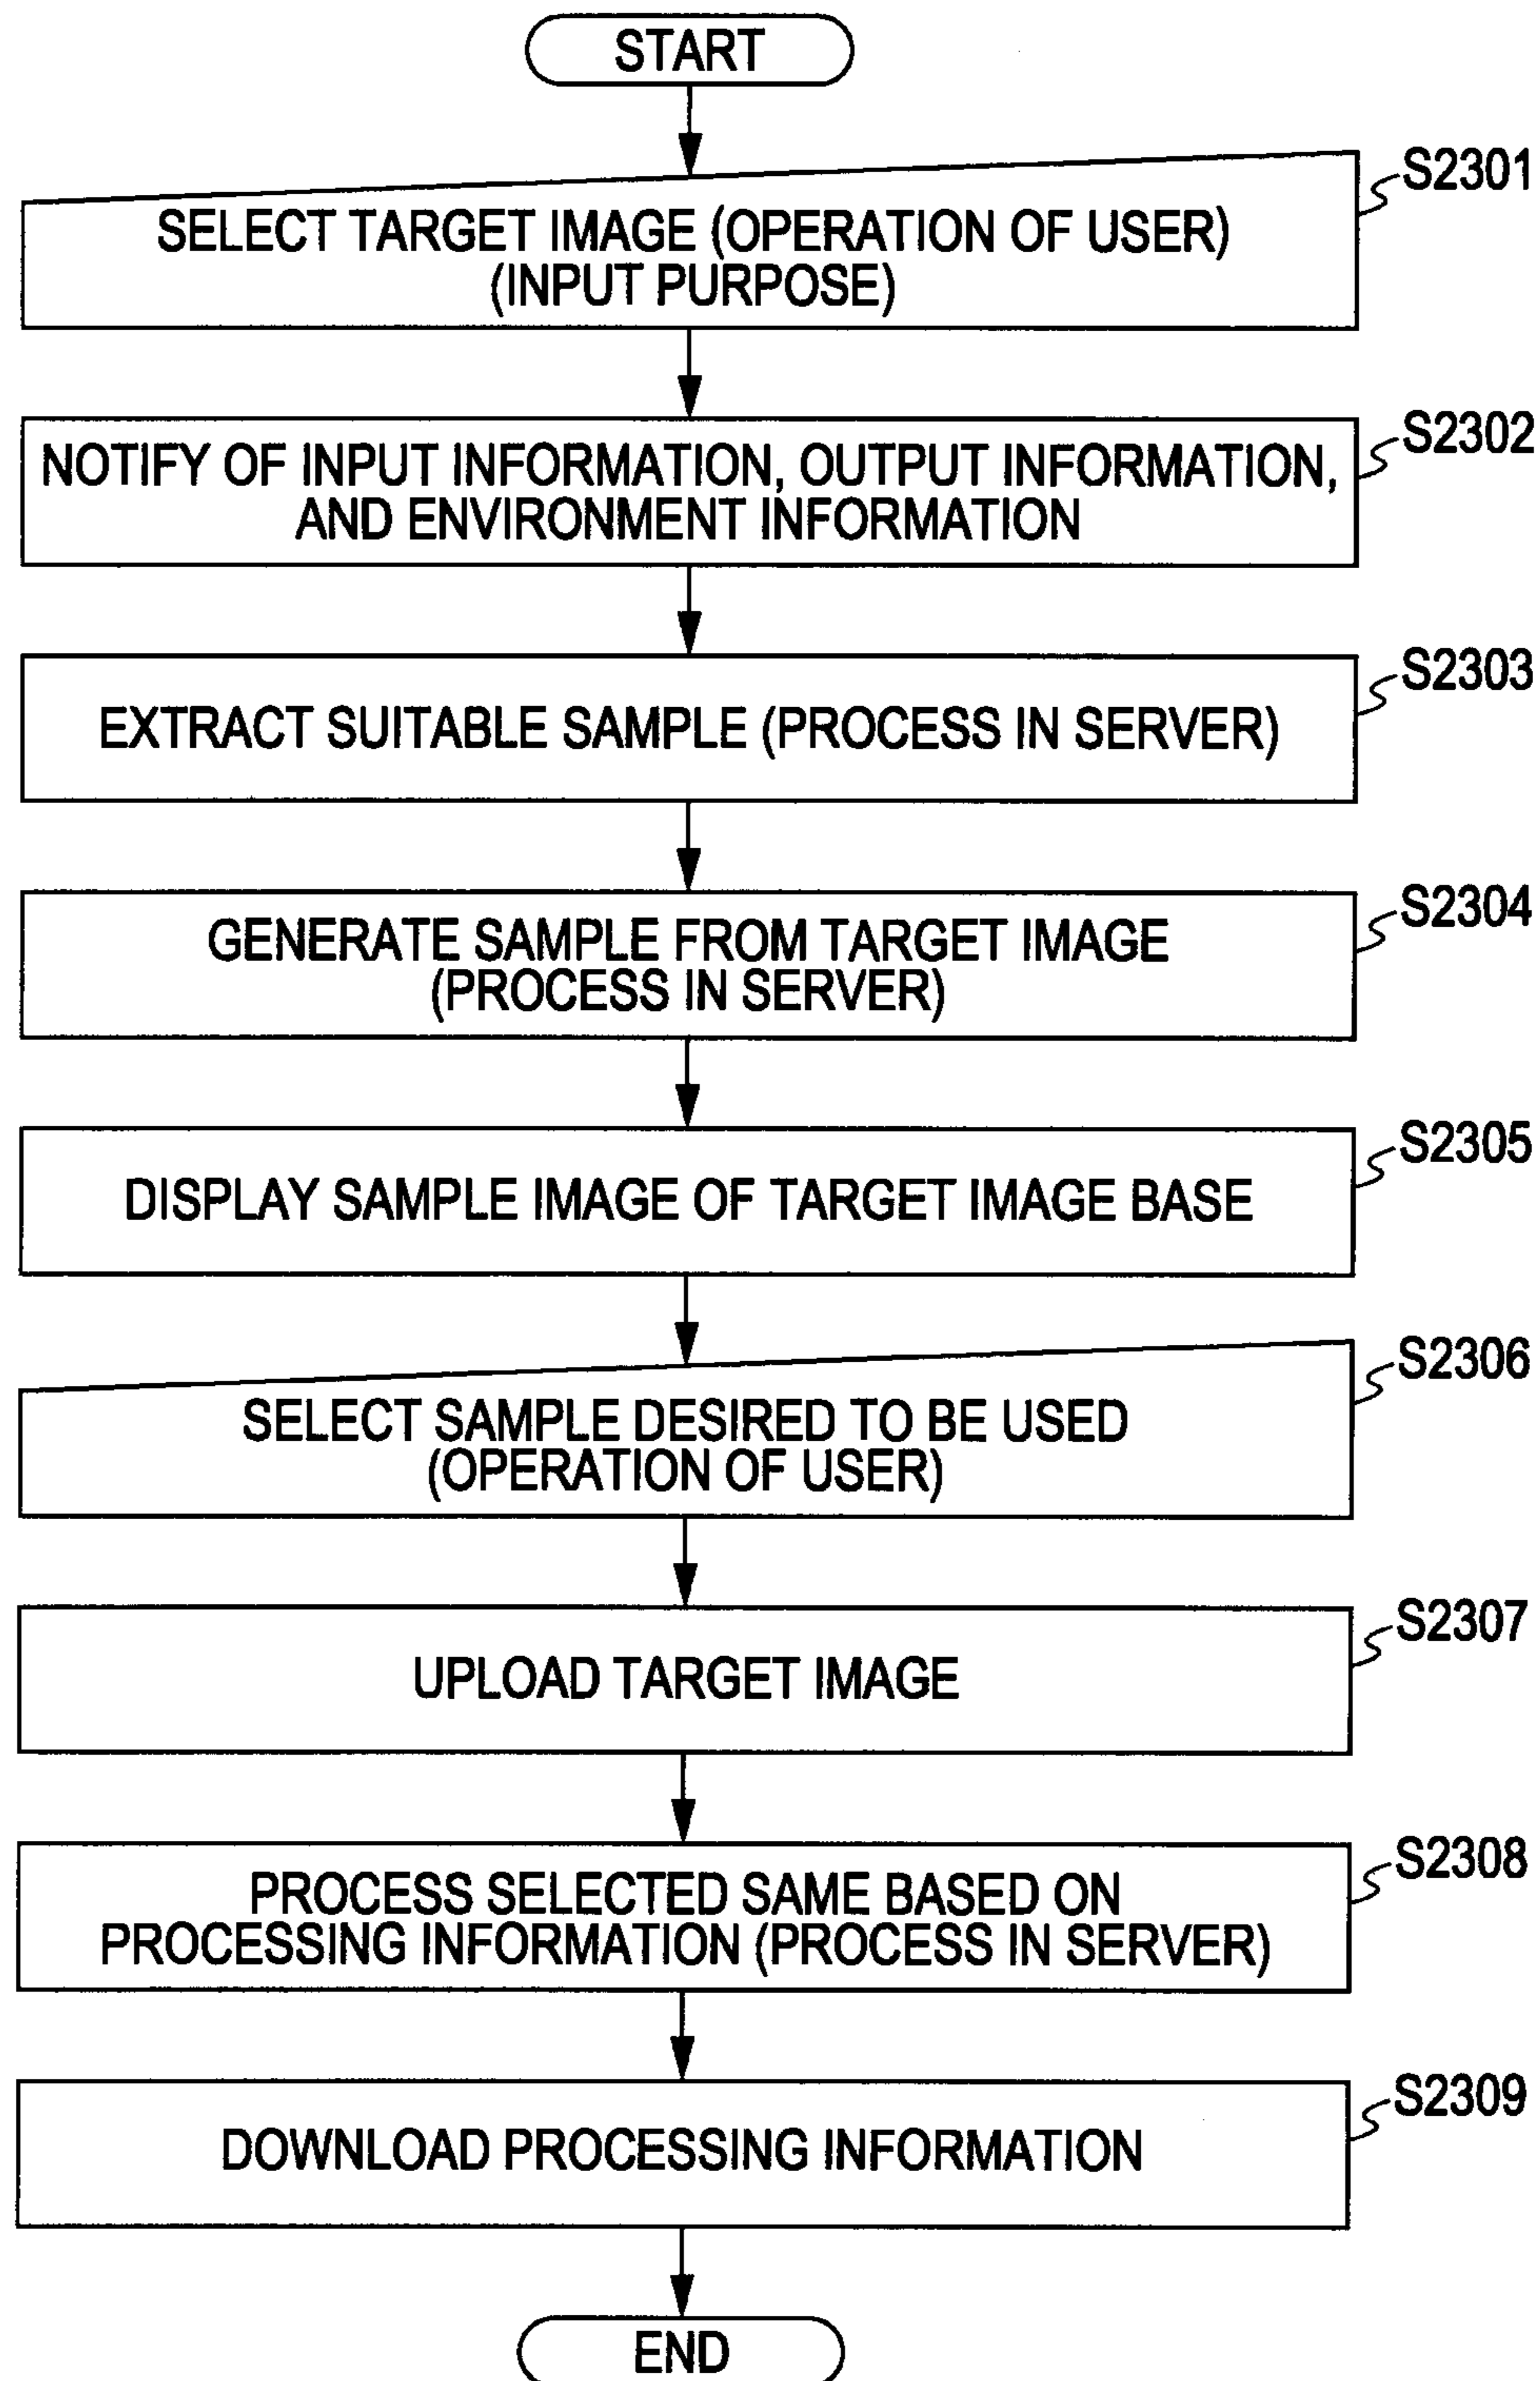 START
S2301
SELECT TARGET IMAGE (OPERATION OF USER)
(INPUT PURPOSE)
S2302
NOTIFY OF INPUT INFORMATION, OUTPUT INFORMATION,
AND ENVIRONMENT INFORMATION
S2303
EXTRACT SUITABLE SAMPLE (PROCESS IN SERVER)
S2304
GENERATE SAMPLE FROM TARGET IMAGE
(PROCESS IN SERVER)
S2305
DISPLAY SAMPLE IMAGE OF TARGET IMAGE BASE
S2306
SELECT SAMPLE DESIRED TO BE USED
(OPERATION OF USER)
S2307
UPLOAD TARGET IMAGE
S2308
PROCESS SELECTED SAME BASED ON
PROCESSING INFORMATION (PROCESS IN SERVER)
S2309
DOWNLOAD PROCESSING INFORMATION
END